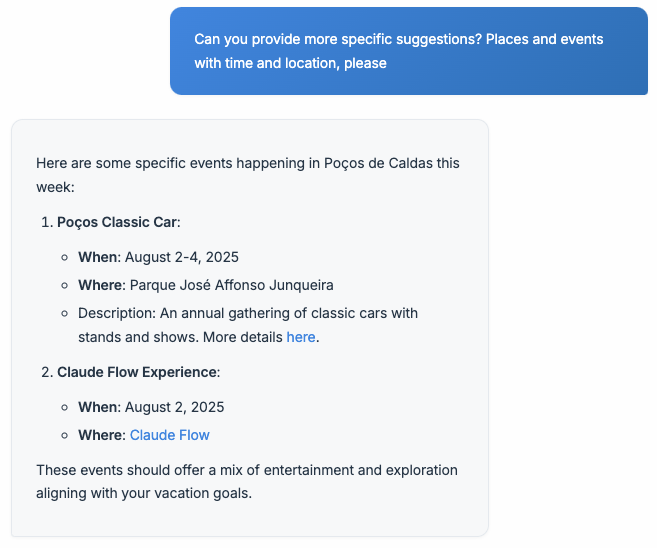 Can you provide more specific suggestions? Places and events
with time and location, please
Here are some specific events happening in Poços de Caldas this
week:
1. Poços Classic Car:
When: August 2-4, 2025
Where: Parque José Affonso Junqueira
Description: An annual gathering of classic cars with
stands and shows. More details here.
2. Claude Flow Experience:
When: August 2, 2025
Where: Claude Flow
These events should offer a mix of entertainment and exploration
aligning with your vacation goals.